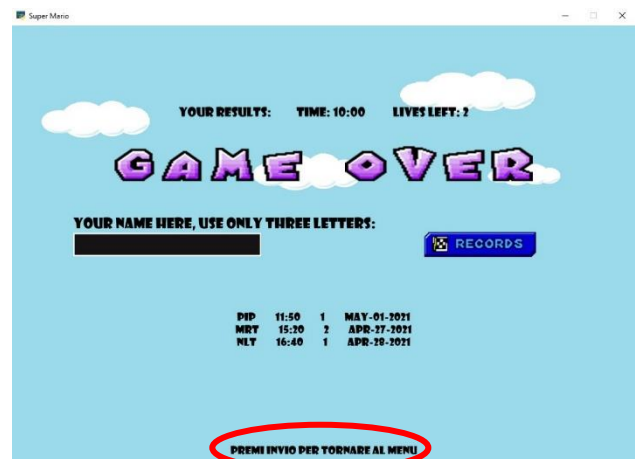 Super Mario
YOUR RESULTS: TIME: 10:00 LIVES LEFT: 2
GAME OVER
YOUR NAME HERE, USE ONLY THREE LETTERS:
RECORDS
PIP 11:50 1 MAY-01-2021
MRT 15:20 2 APR-27-2021
NLT 16:40 1 APR-28-2021
PREMI INVIO PER TORNARE AL MENU